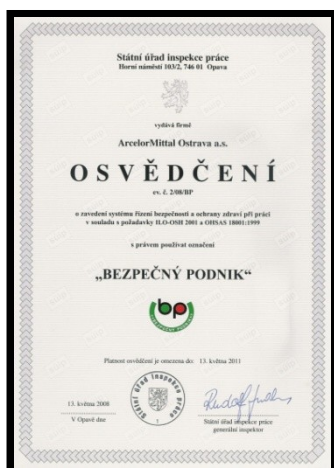 Státní úřad inspekce práce
Horní náměstí 103/2, 746 01 Opava
vydává firmě
ArcelorMittal Ostrava a.s.
OSVĚDČENÍ
ev. č. 2/08/BP
o zavedení systému řízení bezpečnosti a ochrany zdraví při práci
v souladu s požadavky ILO-OSH 2001 a OHSAS 18001:1999
s právem používat označení
„BEZPEČNÝ PODNIK“
bp
BEZPEČNÝ PODNIK
Platnost osvědčení je omezena do: 13. května 2011
Státní úřad inspekce práce
1
13. května 2008
V Opavě dne
Státní úřad inspekce práce
generální inspektor